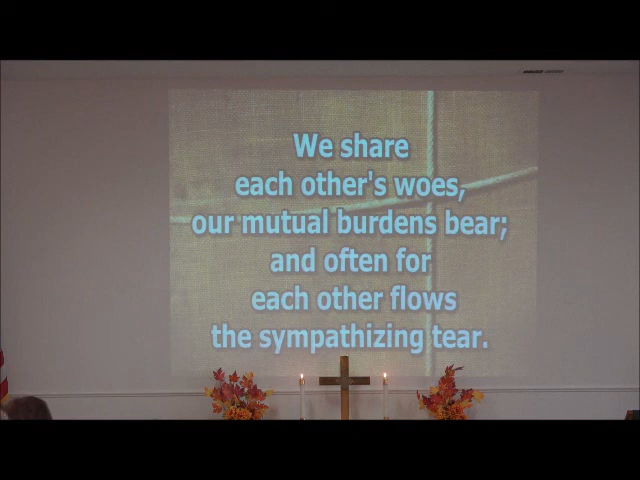 We share
each other's woes,
our mutual burdens bear;
and often for
each other flows
the sympathizing tear.